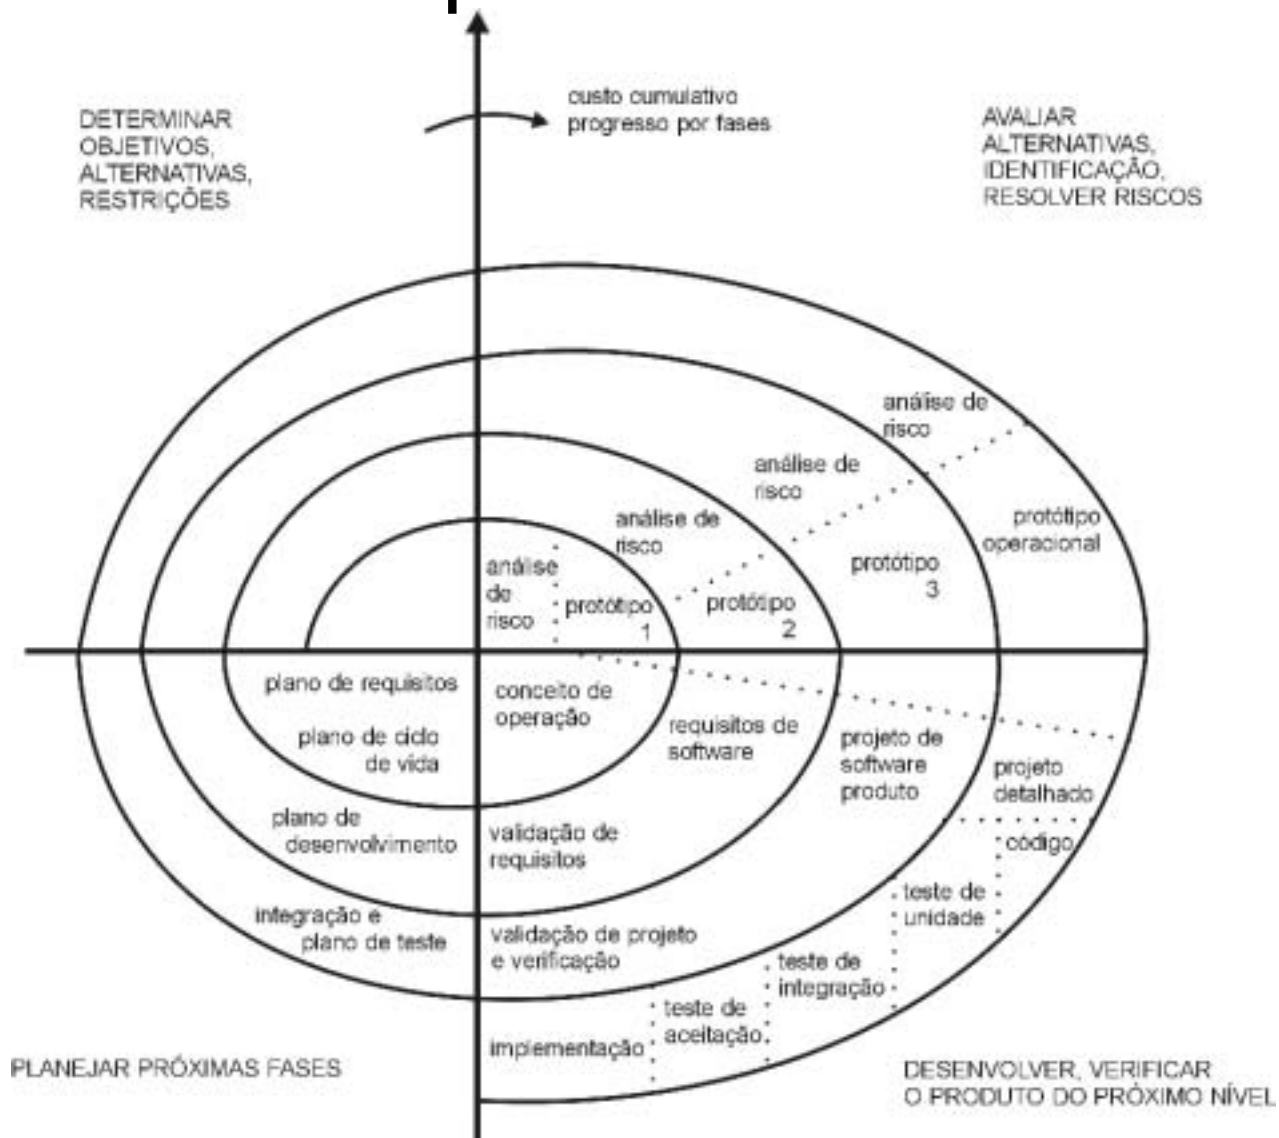 custo cumulativo
progresso por fases
DETERMINAR
OBJETIVOS,
ALTERNATIVAS,
RESTRIÇÕES
AVALIAR
ALTERNATIVAS,
IDENTIFICAÇÃO,
RESOLVER RISCOS
análise de
risco
análise de
risco
análise de
risco
análise
de
risco
protótipo
1
protótipo
2
protótipo
3
protótipo
operacional
plano de requisitos
plano de ciclo
de vida
conceito de
operação
requisitos de
software
projeto de
software
produto
projeto
detalhado
código
plano de
desenvolvimento
validação de
requisitos
teste de
unidade
integração e
plano de teste
validação de projeto
e verificação
teste de
integração
teste de
aceitação
implementação
PLANEJAR PRÓXIMAS FASES
DESENVOLVER, VERIFICAR
O PRODUTO DO PRÓXIMO NÍVEL